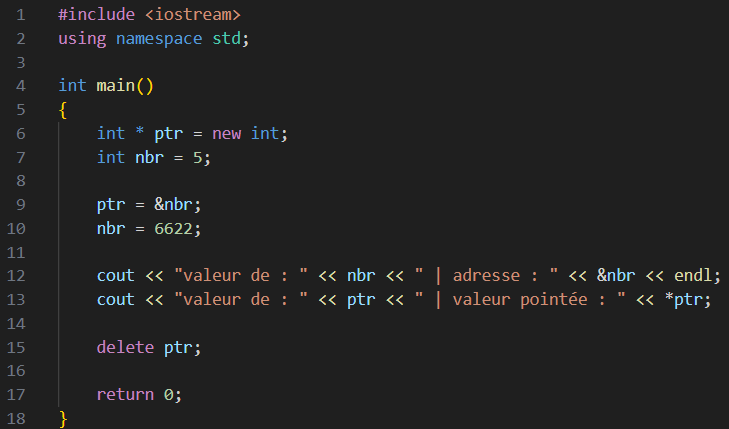 1 #include <iostream>
2 using namespace std;
3
4 int main()
5 {
6 int * ptr = new int;
7 int nbr = 5;
8
9 ptr = &nbr;
10 nbr = 6622;
11
12 cout << "valeur de : " << nbr << " | adresse : " << &nbr << endl;
13 cout << "valeur de : " << ptr << " | valeur pointée : " << *ptr;
14
15 delete ptr;
16
17 return 0;
18 }